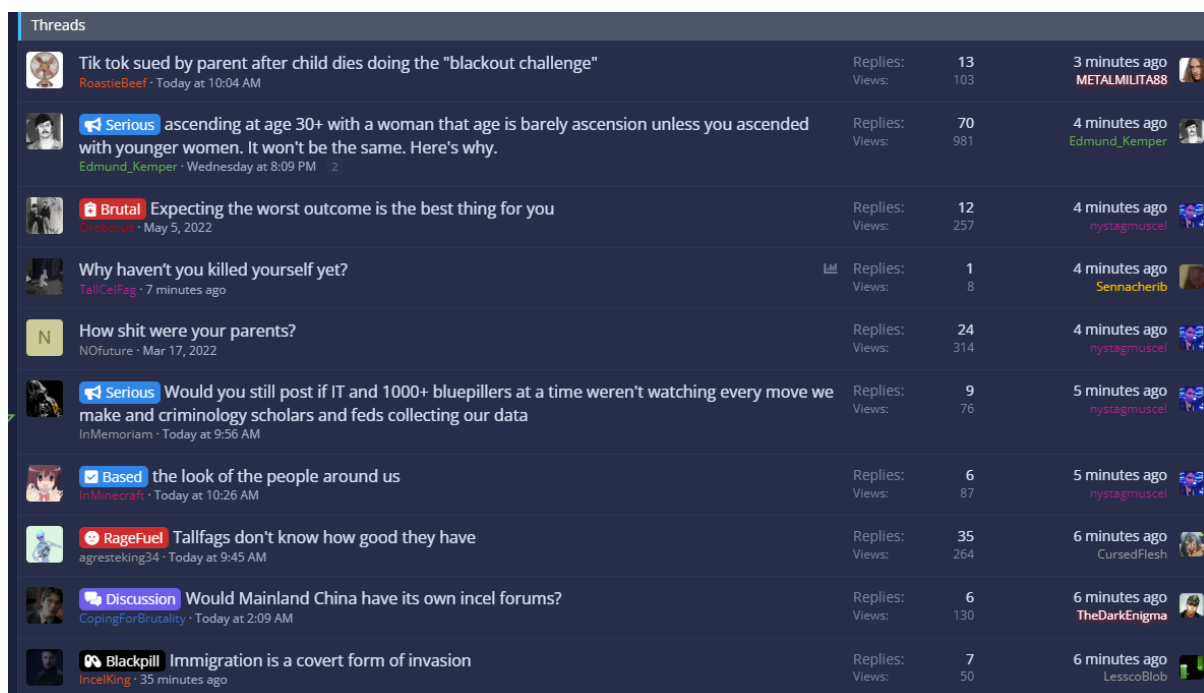 Threads
Tik tok sued by parent after child dies doing the "blackout challenge"
RoastieBeef · Today at 10:04 AM
Replies: 13
Views: 103
3 minutes ago
METALMILITA88
Serious ascending at age 30+ with a woman that age is barely ascension unless you ascended
with younger women. It won't be the same. Here's why.
Edmund_Kemper · Wednesday at 8:09 PM 2
Replies: 70
Views: 981
4 minutes ago
Edmund_Kemper
Brutal Expecting the worst outcome is the best thing for you
Oroborus · May 5, 2022
Replies: 12
Views: 257
4 minutes ago
nystagmuscel
Why haven't you killed yourself yet?
TallCelFag · 7 minutes ago
Replies: 1
Views: 8
4 minutes ago
Sennacherib
N
How shit were your parents?
NOfuture · Mar 17, 2022
Replies: 24
Views: 314
4 minutes ago
nystagmuscel
Serious Would you still post if IT and 1000+ bluepillers at a time weren't watching every move we
make and criminology scholars and feds collecting our data
InMemoriam · Today at 9:56 AM
Replies: 9
Views: 76
5 minutes ago
nystagmuscel
Based the look of the people around us
InMinecraft · Today at 10:26 AM
Replies: 6
Views: 87
5 minutes ago
nystagmuscel
RageFuel Tallfags don't know how good they have
agresteking34 · Today at 9:45 AM
Replies: 35
Views: 264
6 minutes ago
CursedFlesh
Discussion Would Mainland China have its own incel forums?
CopingForBrutality · Today at 2:09 AM
Replies: 6
Views: 130
6 minutes ago
TheDarkEnigma
Blackpill Immigration is a covert form of invasion
IncelKing · 35 minutes ago
Replies: 7
Views: 50
6 minutes ago
LesscoBlob